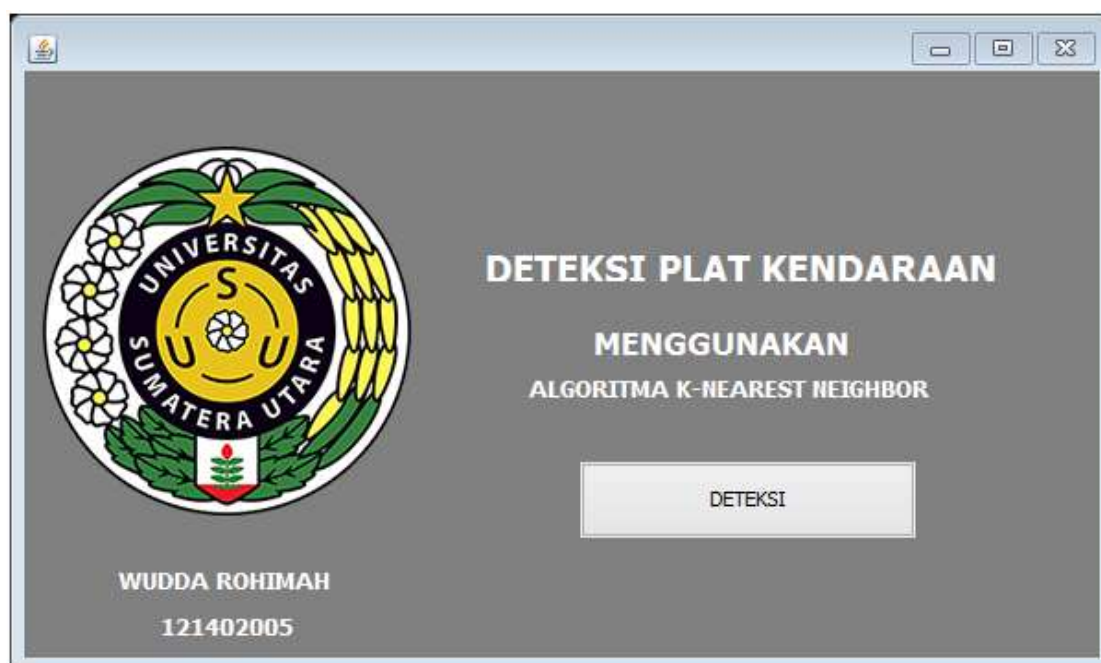 UNIVERSITAS
SUMATERA UTARA
S
U U
DETEKSI PLAT KENDARAAN
MENGGUNAKAN
ALGORITMA K-NEAREST NEIGHBOR
DETEKSI
WUDDA ROHIMAH
121402005